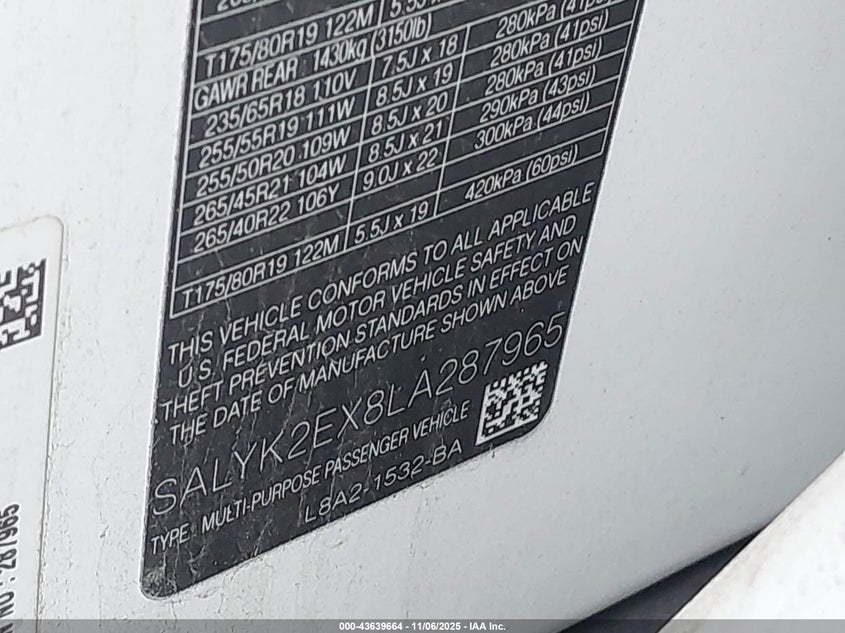 T175/80R19 122M 5.5J
GAWR REAR 1430kg (3150lb)
235/65R18 110V 7.5J x 18 280kPa (41psi)
255/55R19 111W 8.5J x 19 280kPa (41psi)
255/50R20 109W 8.5J x 20 280kPa (41psi)
265/45R21 104W 8.5J x 21 290kPa (43psi)
265/40R22 106Y 9.0J x 22 300kPa (44psi)
T175/80R19 122M 5.5J x 19 420kPa (60psi)
THIS VEHICLE CONFORMS TO ALL APPLICABLE
U.S. FEDERAL MOTOR VEHICLE SAFETY AND
THEFT PREVENTION STANDARDS IN EFFECT ON
THE DATE OF MANUFACTURE SHOWN ABOVE
SALYK2EX8LA287965
TYPE : MULTI-PURPOSE PASSENGER VEHICLE
L8A2-1532-BA
NO : 287965
000-43639664 - 11/06/2025 - IAA Inc.